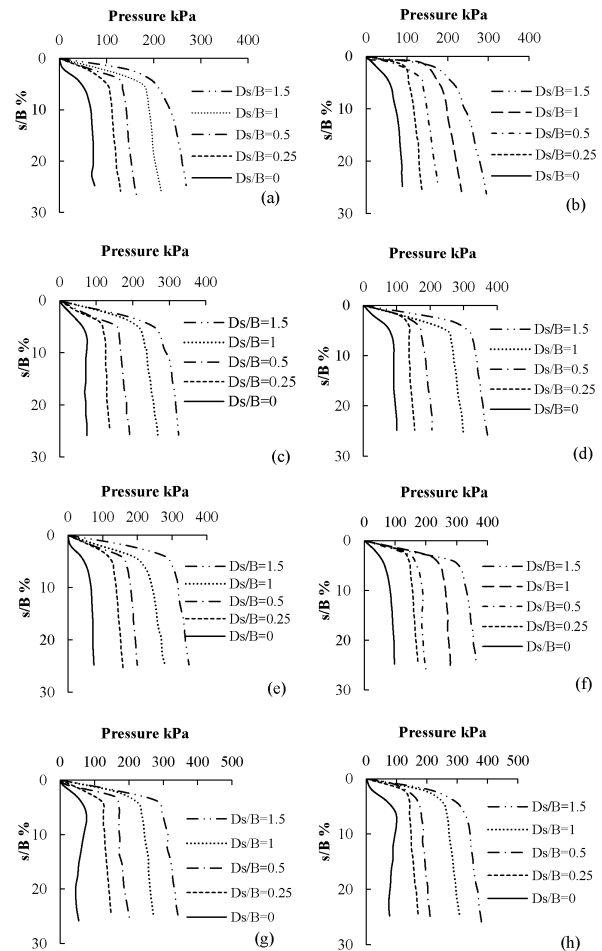 Pressure kPa
0 100 200 300 400
0
10
20
30
s/B %
Ds/B=1.5
Ds/B=1
Ds/B=0.5
Ds/B=0.25
Ds/B=0
(a)
Pressure kPa
0 100 200 300 400
0
10
20
30
s/B %
Ds/B=1.5
Ds/B=1
Ds/B=0.5
Ds/B=0.25
Ds/B=0
(b)
Pressure kPa
0 100 200 300 400
0
10
20
30
s/B %
Ds/B=1.5
Ds/B=1
Ds/B=0.5
Ds/B=0.25
Ds/B=0
(c)
Pressure kPa
0 100 200 300 400
0
10
20
30
s/B %
Ds/B=1.5
Ds/B=1
Ds/B=0.5
Ds/B=0.25
Ds/B=0
(d)
Pressure kPa
0 100 200 300 400
0
10
20
30
s/B %
Ds/B=1.5
Ds/B=1
Ds/B=0.5
Ds/B=0.25
Ds/B=0
(e)
Pressure kPa
0 100 200 300 400
0
10
20
30
s/B %
Ds/B=1.5
Ds/B=1
Ds/B=0.5
Ds/B=0.25
Ds/B=0
(f)
Pressure kPa
0 100 200 300 400 500
0
10
20
30
s/B %
Ds/B=1.5
Ds/B=1
Ds/B=0.5
Ds/B=0.25
Ds/B=0
(g)
Pressure kPa
0 100 200 300 400 500
0
10
20
30
s/B %
Ds/B=1.5
Ds/B=1
Ds/B=0.5
Ds/B=0.25
Ds/B=0
(h)